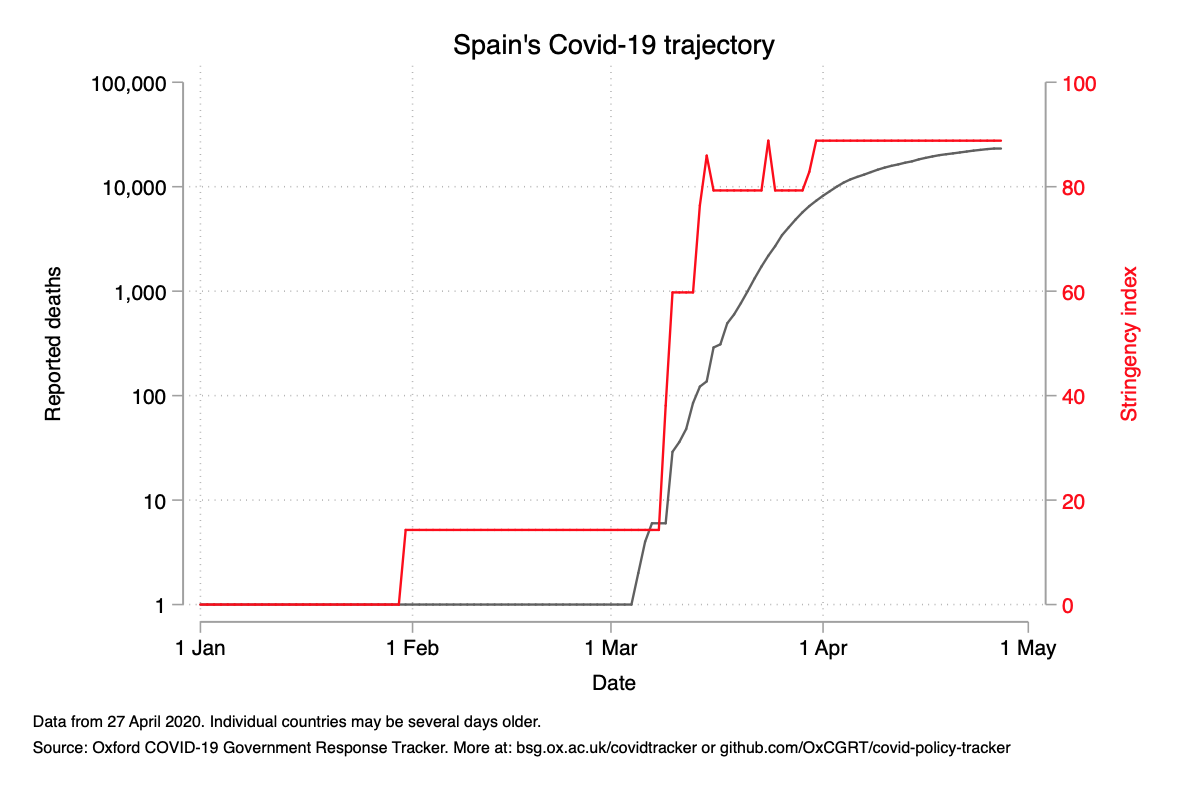 Spain's Covid-19 trajectory
100,000
10,000
1,000
100
10
1
Reported deaths
100
80
60
40
20
0
Stringency index
1 Jan
1 Feb
1 Mar
1 Apr
1 May
Date
Data from 27 April 2020. Individual countries may be several days older.
Source: Oxford COVID-19 Government Response Tracker. More at: bsg.ox.ac.uk/covidtracker or github.com/OxCGRT/covid-policy-tracker